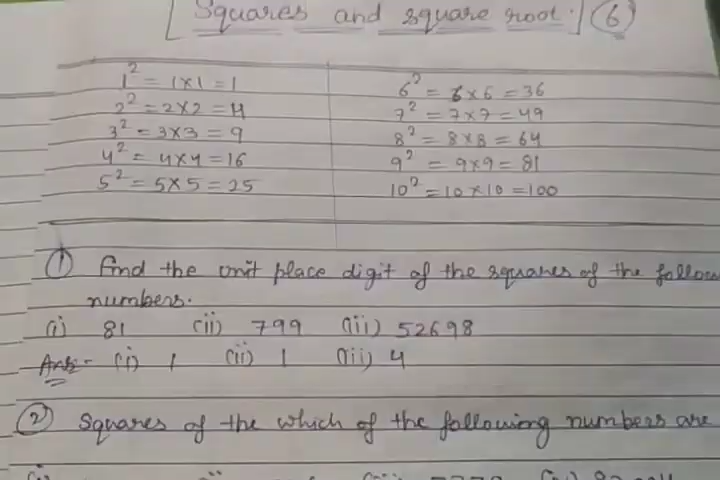 [Squares and square root.] 6
1² = 1×1 = 1
2² = 2×2 = 4
3² = 3×3 = 9
4² = 4×4 = 16
5² = 5×5 = 25
6² = 6×6 = 36
7² = 7×7 = 49
8² = 8×8 = 64
9² = 9×9 = 81
10² = 10×10 = 100
① Find the unit place digit of the squares of the follow
numbers.
(i) 81 (ii) 799 (iii) 52698
Ans:- (i) 1 (ii) 1 (iii) 4
② Squares of the which of the following numbers are